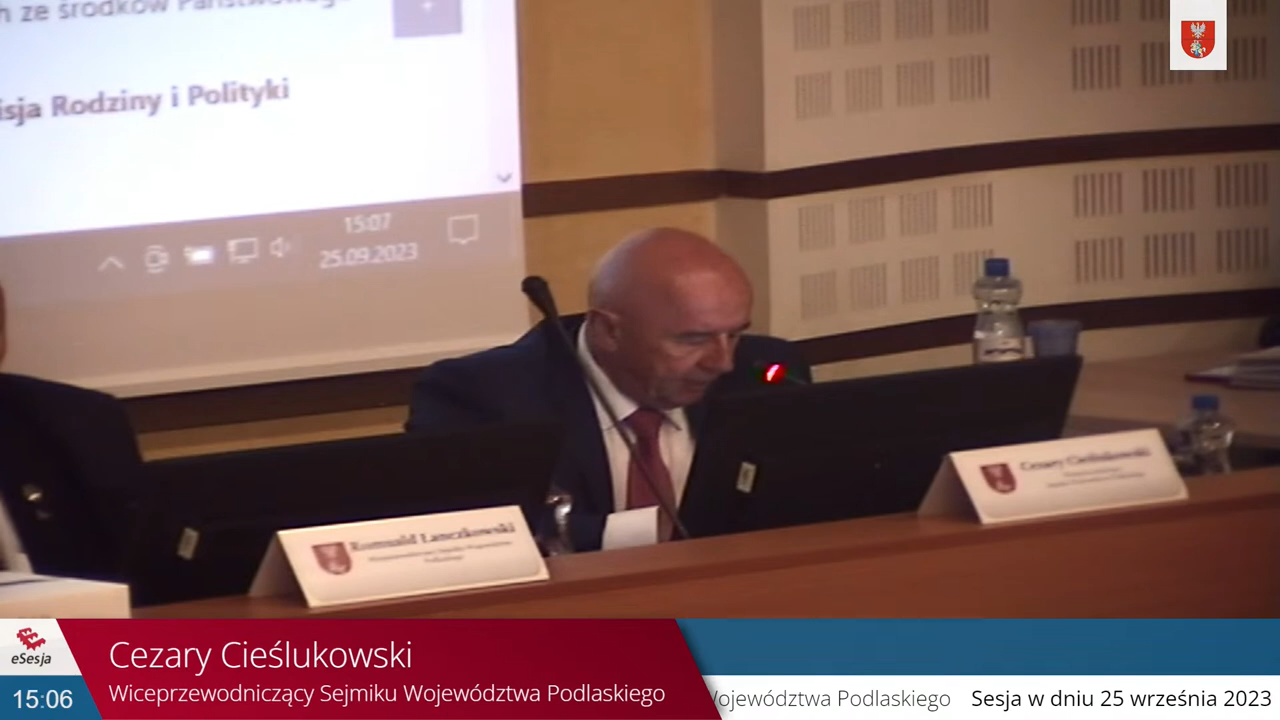 h ze środków Państwowego
isja Rodziny i Polityki
15:07
25.09.2023
Cezary Cieślukowski
Romuald Łanczkowski
eSesja
15:06
Cezary Cieślukowski
Wiceprzewodniczący Sejmiku Województwa Podlaskiego
Województwa Podlaskiego
Sesja w dniu 25 września 2023